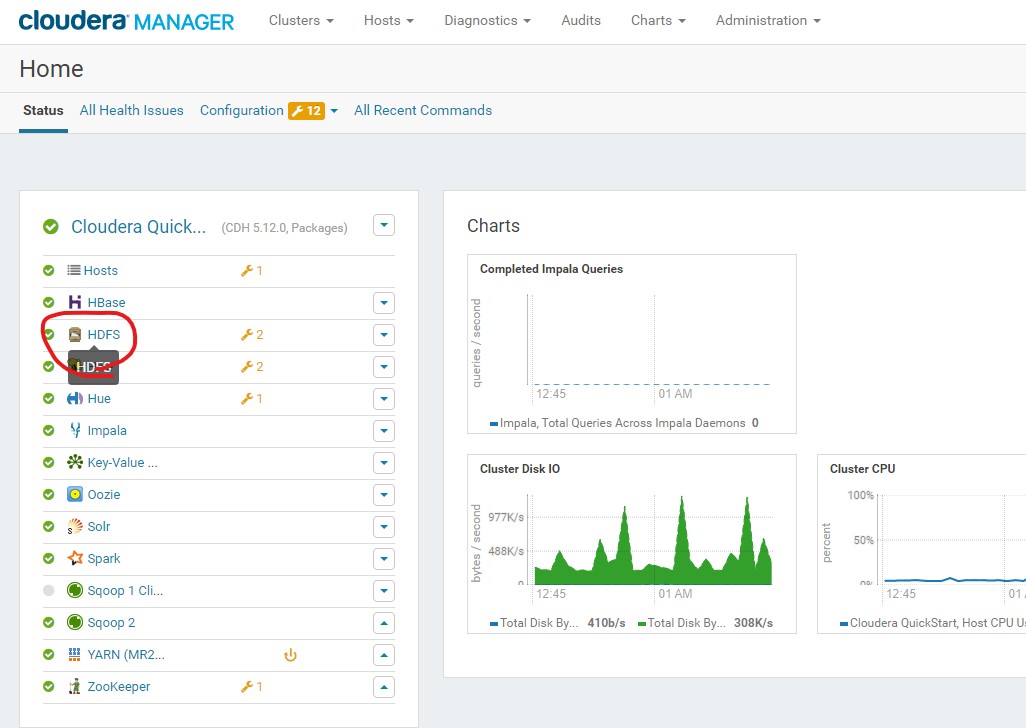 cloudera MANAGER Clusters Hosts Diagnostics Audits Charts Administration
Home
Status All Health Issues Configuration 12 All Recent Commands
Cloudera Quick... (CDH 5.12.0, Packages)
Hosts 1
HBase
HDFS 2
HDFS 2
Hue 1
Impala
Key-Value ...
Oozie
Solr
Spark
Sqoop 1 Cli...
Sqoop 2
YARN (MR2...
ZooKeeper 1
Charts
Completed Impala Queries
queries / second
12:45 01 AM
Impala, Total Queries Across Impala Daemons 0
Cluster Disk IO
bytes / second
977K/s
488K/s
0
12:45 01 AM
Total Disk By... 410b/s Total Disk By... 308K/s
Cluster CPU
percent
100%
50%
0%
12:45 01
Cloudera QuickStart, Host CPU